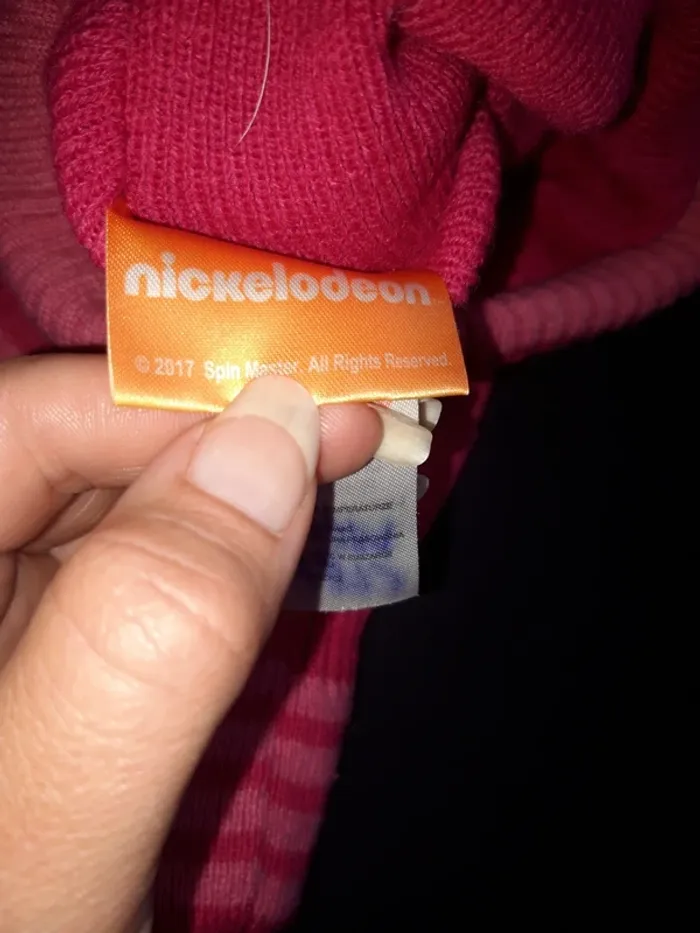 nickelodeon
© 2017 Spin Master. All Rights Reserved.
W